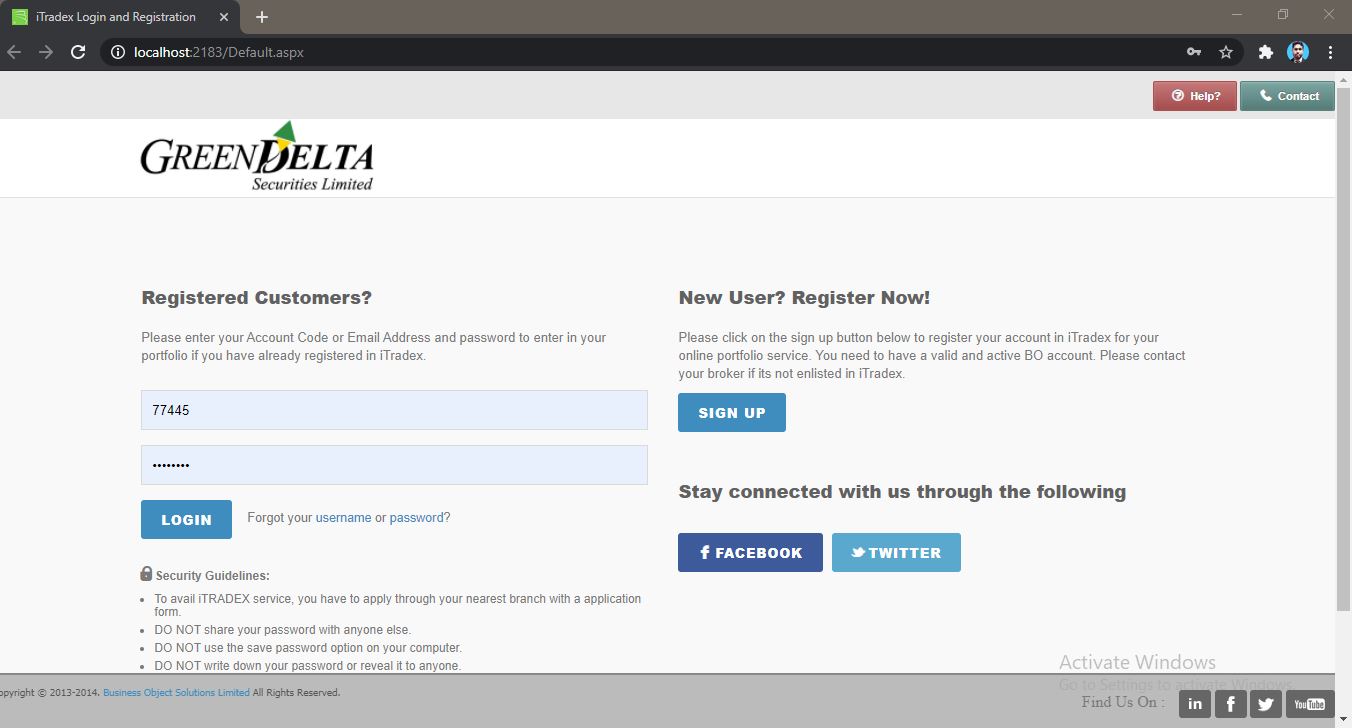 iTradex Login and Registration
localhost:2183/Default.aspx
Help?
Contact
GREENDELTA
Securities Limited
Registered Customers?
Please enter your Account Code or Email Address and password to enter in your
portfolio if you have already registered in iTradex.
77445
LOGIN
Forgot your username or password?
Security Guidelines:
To avail iTRADEX service, you have to apply through your nearest branch with a application
form.
DO NOT share your password with anyone else.
DO NOT use the save password option on your computer.
DO NOT write down your password or reveal it to anyone.
New User? Register Now!
Please click on the sign up button below to register your account in iTradex for your
online portfolio service. You need to have a valid and active BO account. Please contact
your broker if its not enlisted in iTradex.
SIGN UP
Stay connected with us through the following
FACEBOOK
TWITTER
Activate Windows
Go to Settings to activate Windows.
opyright © 2013-2014. Business Object Solutions Limited All Rights Reserved.
Find Us On :
in
f
YouTube